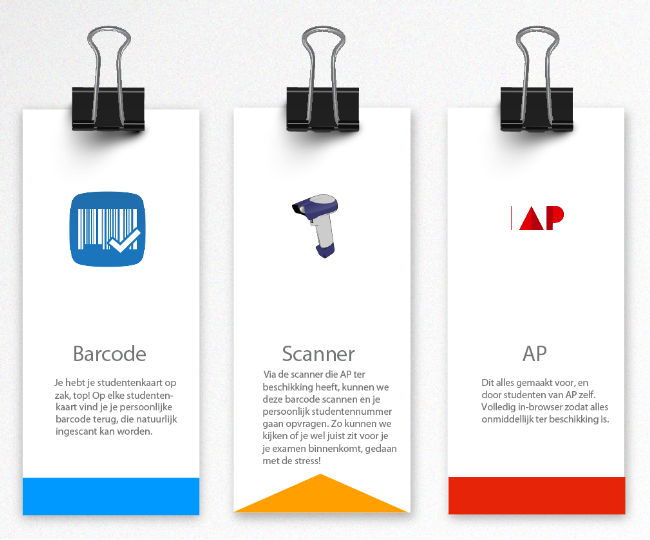 Barcode
Je hebt je studentenkaart op
zak, top! Op elke studenten-
kaart vind je je persoonlijke
barcode terug, die natuurlijk
ingescant kan worden.
Scanner
Via de scanner die AP ter
beschikking heeft, kunnen we
deze barcode scannen en je
persoonlijk studentennummer
gaan opvragen. Zo kunnen we
kijken of je wel juist zit voor je
je examen binnenkomt, gedaan
met de stress!
AP
AP
Dit alles gemaakt voor, en
door studenten van AP zelf.
Volledig in-browser zodat alles
onmiddellijk ter beschikking is.